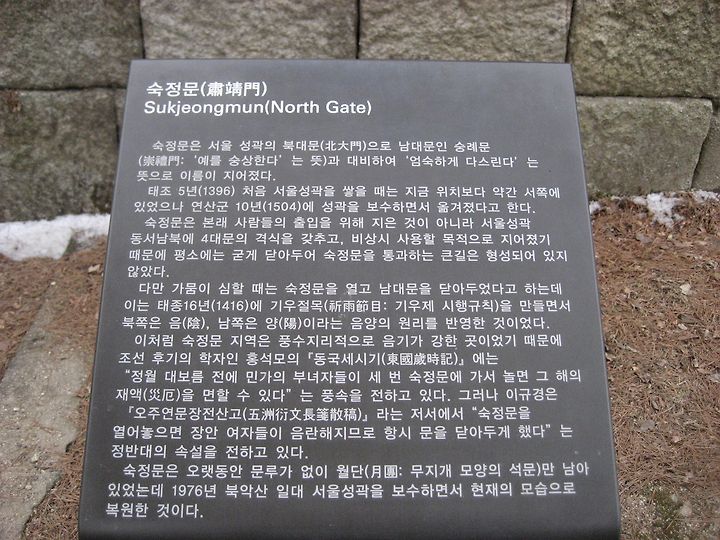 숙정문(肅靖門)
Sukjeongmun(North Gate)
숙정문은 서울 성곽의 북대문(北大門)으로 남대문인 숭례문
(崇禮門: '예를 숭상한다' 는 뜻)과 대비하여 '엄숙하게 다스린다' 는
뜻으로 이름이 지어졌다.
태조 5년(1396) 처음 서울성곽을 쌓을 때는 지금 위치보다 약간 서쪽에
있었으나 연산군 10년(1504)에 성곽을 보수하면서 옮겨졌다고 한다.
숙정문은 본래 사람들의 출입을 위해 지은 것이 아니라 서울성곽
동서남북에 4대문의 격식을 갖추고, 비상시 사용할 목적으로 지어졌기
때문에 평소에는 굳게 닫아두어 숙정문을 통과하는 큰길은 형성되어 있지
않았다.
다만 가뭄이 심할 때는 숙정문을 열고 남대문을 닫아두었다고 하는데
이는 태종16년(1416)에 기우절목(祈雨節目: 기우제 시행규칙)을 만들면서
북쪽은 음(陰), 남쪽은 양(陽)이라는 음양의 원리를 반영한 것이었다.
이처럼 숙정문 지역은 풍수지리적으로 음기가 강한 곳이었기 때문에
조선 후기의 학자인 홍석모의 『동국세시기(東國歲時記)』에는
"정월 대보름 전에 민가의 부녀자들이 세 번 숙정문에 가서 놀면 그 해의
재액(災厄)을 면할 수 있다" 는 풍속을 전하고 있다. 그러나 이규경은
『오주연문장전산고(五洲衍文長箋散稿)』 라는 저서에서 "숙정문을
열어놓으면 장안 여자들이 음란해지므로 항시 문을 닫아두게 했다" 는
정반대의 속설을 전하고 있다.
숙정문은 오랫동안 문루가 없이 월단(月團: 무지개 모양의 석문)만 남아
있었는데 1976년 북악산 일대 서울성곽을 보수하면서 현재의 모습으로
복원한 것이다.